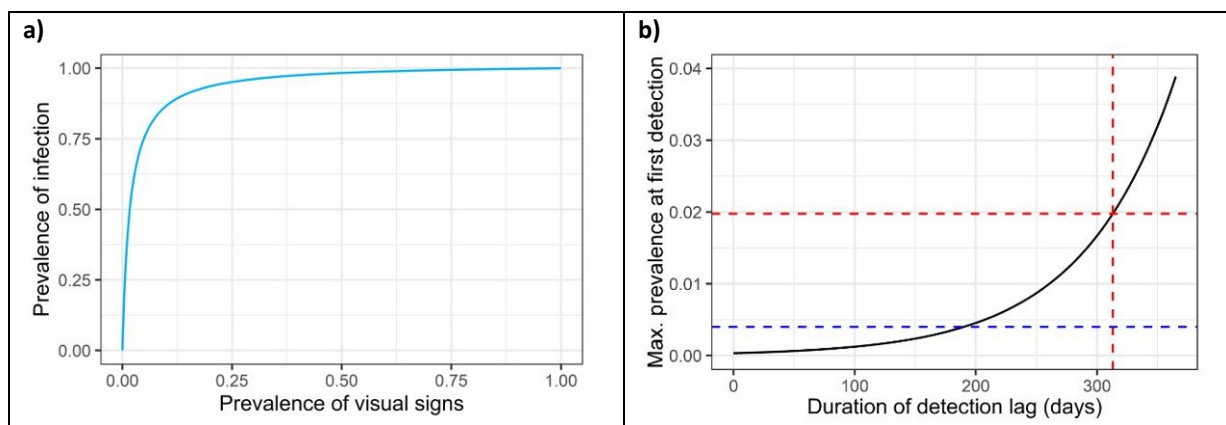 a)
1.00
0.75
0.50
0.25
0.00
Prevalence of infection
0.00 0.25 0.50 0.75 1.00
Prevalence of visual signs
b)
0.04
0.03
0.02
0.01
0.00
Max. prevalence at first detection
0 100 200 300
Duration of detection lag (days)